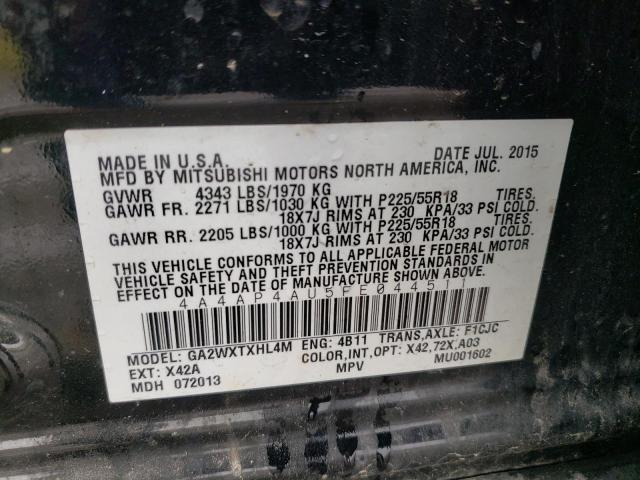 MADE IN U.S.A. DATE JUL. 2015
MFD BY MITSUBISHI MOTORS NORTH AMERICA, INC.
GVWR 4343 LBS/1970 KG
GAWR FR. 2271 LBS/1030 KG WITH P225/55R18 TIRES.
18X7J RIMS AT 230 KPA/33 PSI COLD.
GAWR RR. 2205 LBS/1000 KG WITH P225/55R18 TIRES.
18X7J RIMS AT 230 KPA/33 PSI COLD.
THIS VEHICLE CONFORMS TO ALL APPLICABLE FEDERAL MOTOR
VEHICLE SAFETY AND THEFT PREVENTION STANDARDS IN
EFFECT ON THE DATE OF MANUFACTURE SHOWN ABOVE.
4A4AP4AU5FE044511
MODEL: GA2WXTXHL4M ENG: 4B11 TRANS,AXLE: F1CJC
EXT: X42A COLOR,INT,OPT: X42,72X,A03
MDH 072013 MPV MU001602